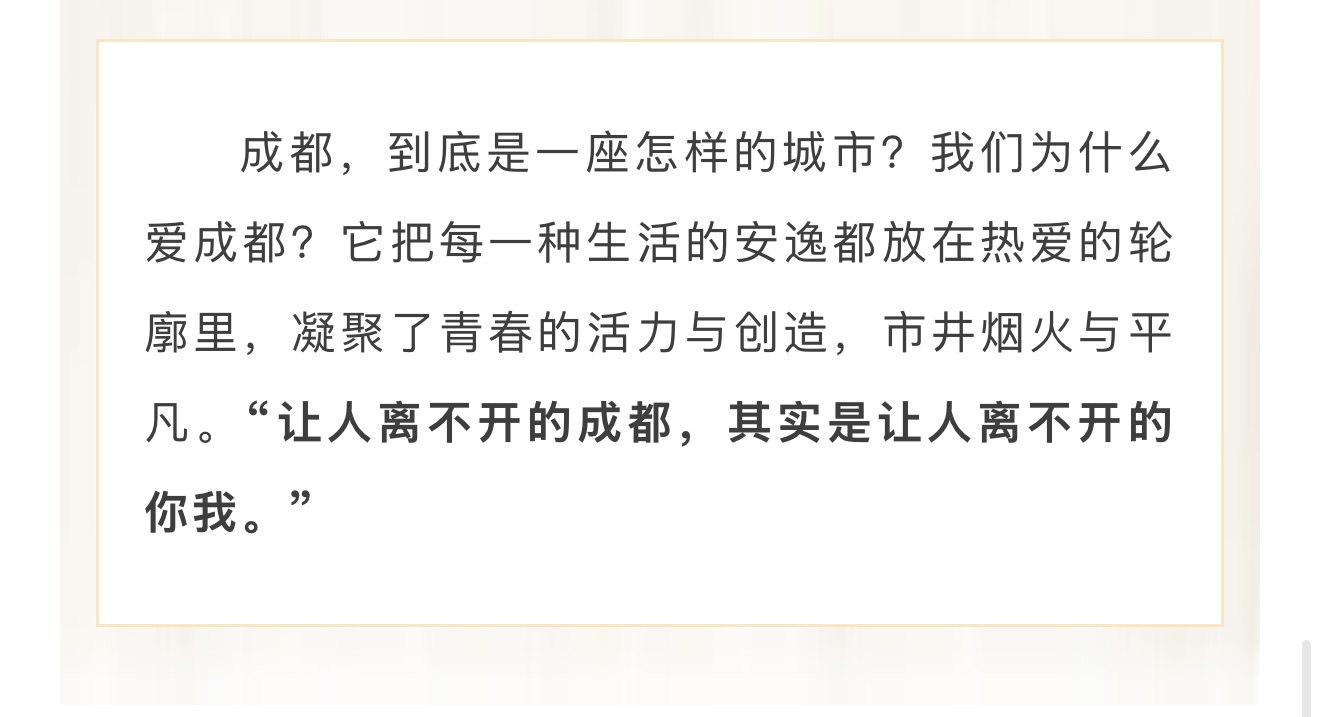 成都，到底是一座怎样的城市？我们为什么
爱成都？它把每一种生活的安逸都放在热爱的轮
廓里，凝聚了青春的活力与创造，市井烟火与平
凡。“让人离不开的成都，其实是让人离不开的
你我。”